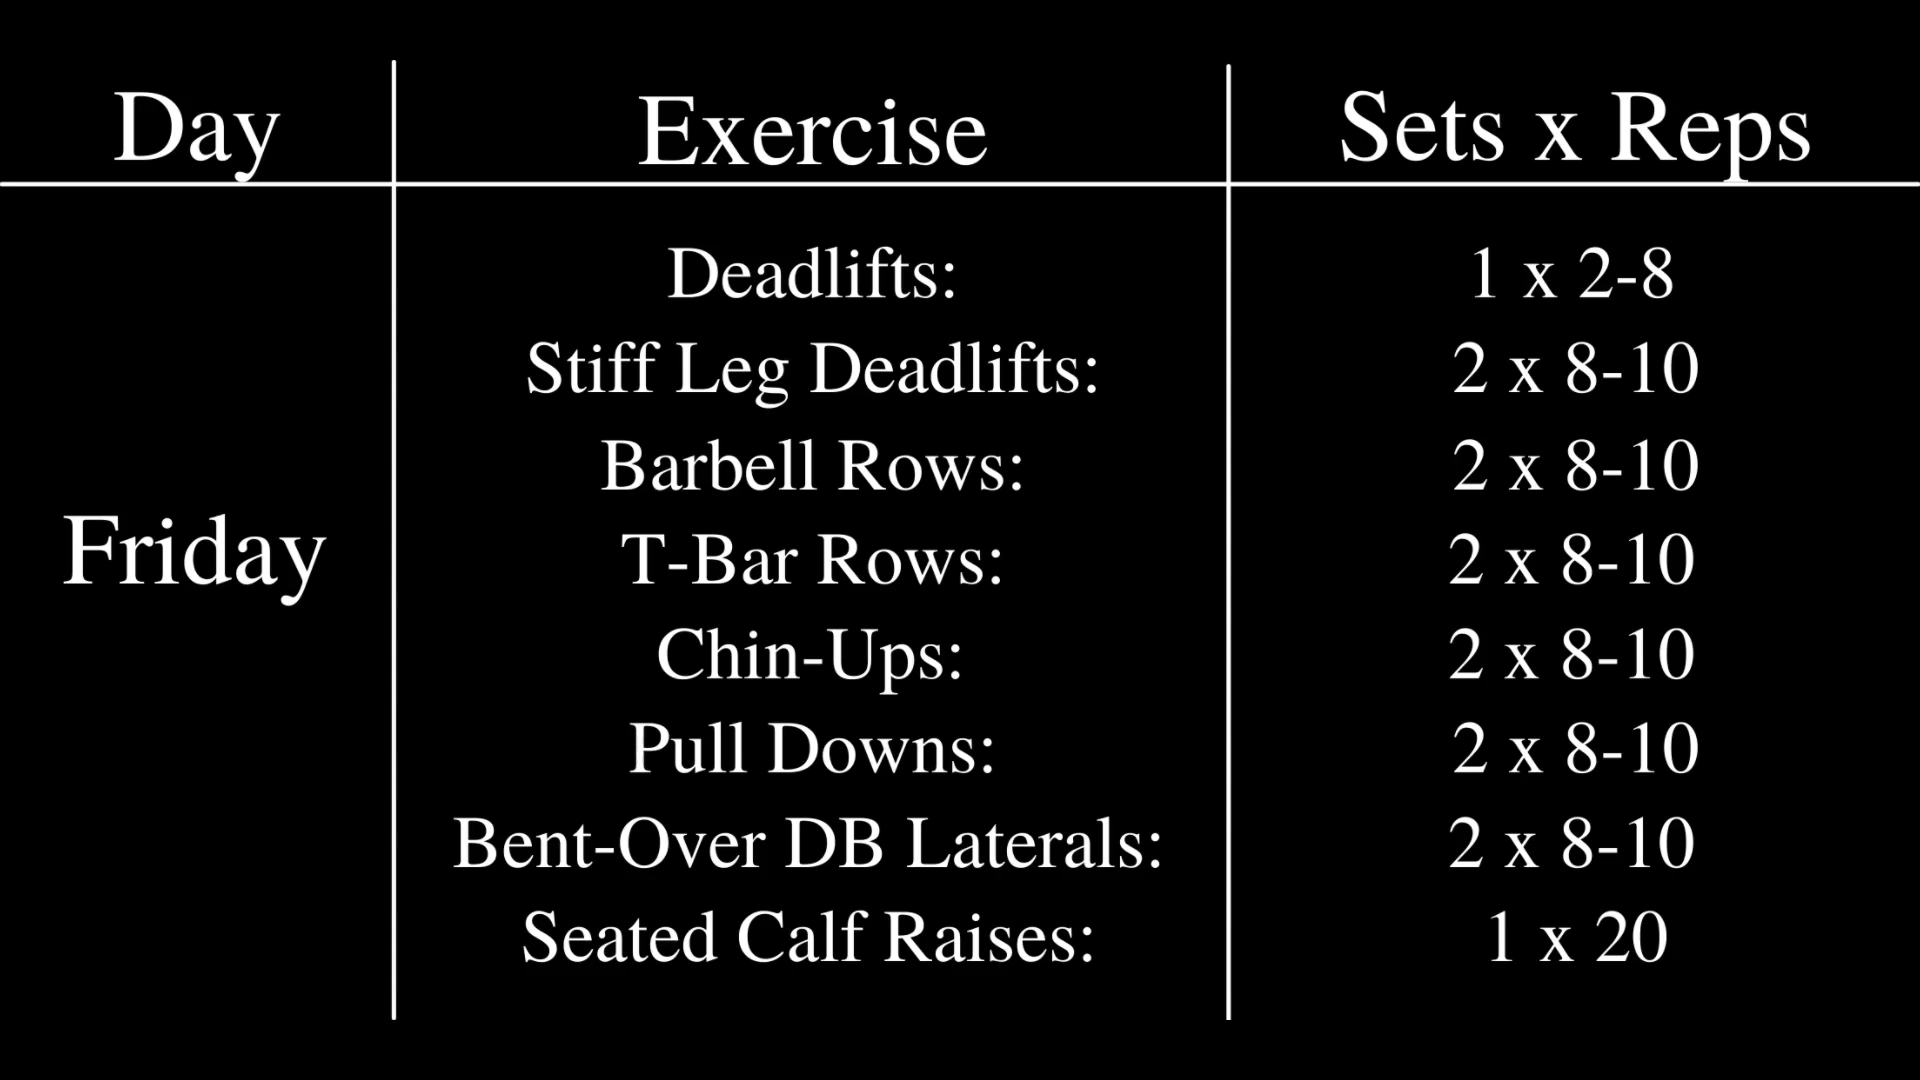 Day Exercise Sets x Reps
Deadlifts: 1 x 2-8
Stiff Leg Deadlifts: 2 x 8-10
Barbell Rows: 2 x 8-10
Friday T-Bar Rows: 2 x 8-10
Chin-Ups: 2 x 8-10
Pull Downs: 2 x 8-10
Bent-Over DB Laterals: 2 x 8-10
Seated Calf Raises: 1 x 20